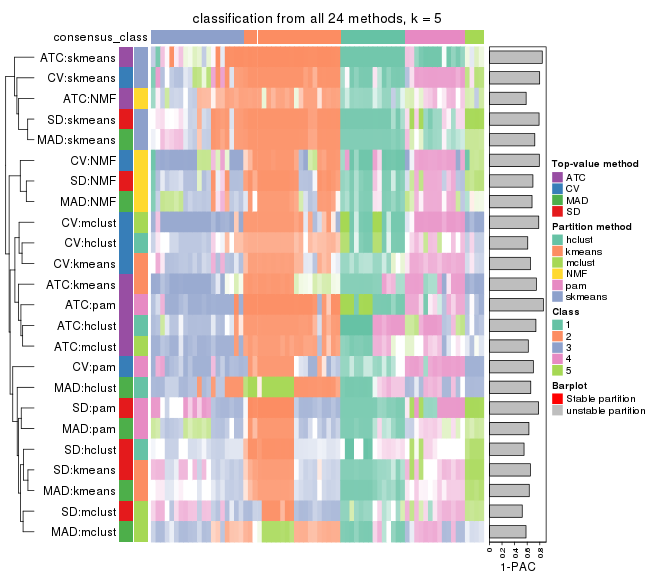 classification from all 24 methods, k = 5
consensus_class
ATC:skmeans
CV:skmeans
ATC:NMF
SD:skmeans
MAD:skmeans
CV:NMF
SD:NMF
MAD:NMF
CV:mclust
CV:hclust
CV:kmeans
ATC:kmeans
ATC:pam
ATC:hclust
ATC:mclust
CV:pam
MAD:hclust
SD:pam
MAD:pam
SD:hclust
SD:kmeans
MAD:kmeans
SD:mclust
MAD:mclust
0 0.2 0.4 0.6 0.8
1-PAC
Top-value method
ATC
CV
MAD
SD
Partition method
hclust
kmeans
mclust
NMF
pam
skmeans
Class
1
2
3
4
5
Barplot
Stable partition
unstable partition